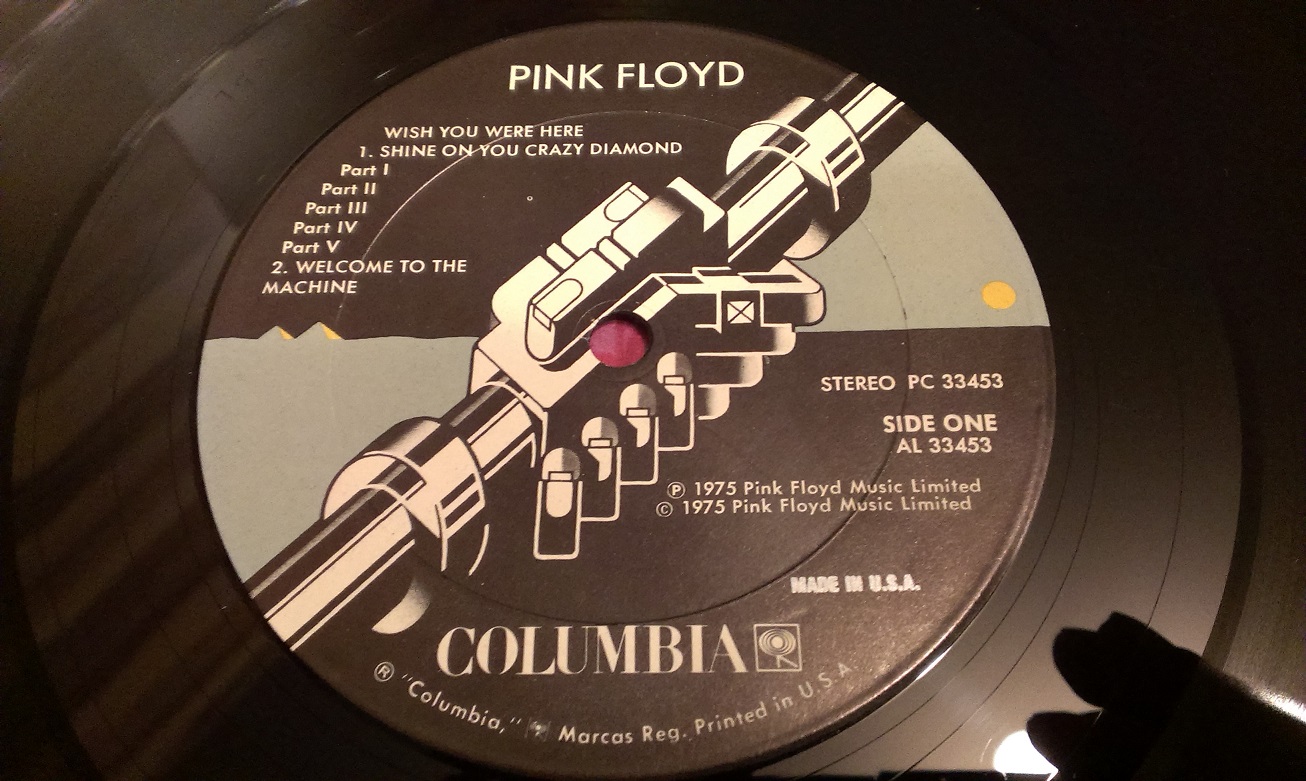 PINK FLOYD
WISH YOU WERE HERE
1. SHINE ON YOU CRAZY DIAMOND
Part I
Part II
Part III
Part IV
Part V
2. WELCOME TO THE
MACHINE
STEREO PC 33453
SIDE ONE
AL 33453
Ⓟ 1975 Pink Floyd Music Limited
© 1975 Pink Floyd Music Limited
MADE IN U.S.A.
COLUMBIA
® "Columbia," Marcas Reg. Printed in U.S.A.